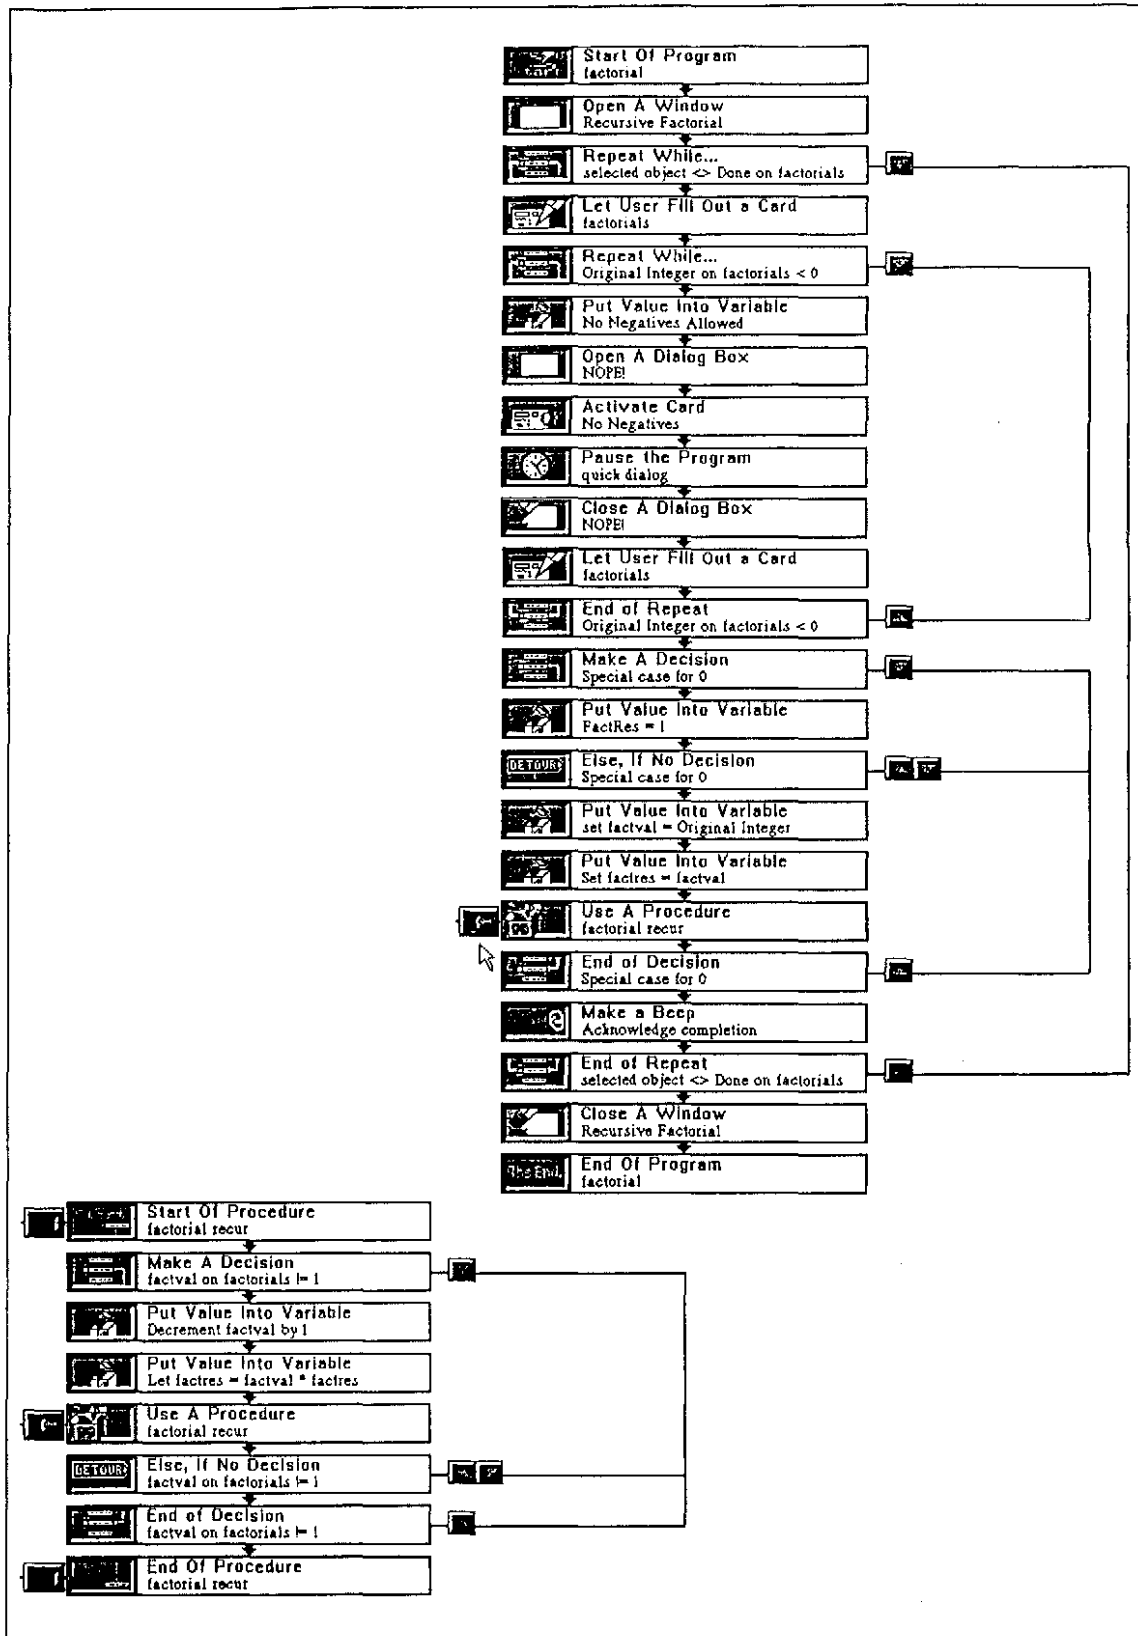 Start Of Program
factorial
Open A Window
Recursive Factorial
Repeat While...
selected object <> Done on factorials
Let User Fill Out a Card
factorials
Repeat While...
Original Integer on factorials < 0
Put Value Into Variable
No Negatives Allowed
Open A Dialog Box
NOPE!
Activate Card
No Negatives
Pause the Program
quick dialog
Close A Dialog Box
NOPE!
Let User Fill Out a Card
factorials
End of Repeat
Original Integer on factorials < 0
Make A Decision
Special case for 0
Put Value Into Variable
FactRes = 1
DETOUR
Else, If No Decision
Special case for 0
Put Value Into Variable
set factval = Original Integer
Put Value Into Variable
Set factres = factval
Use A Procedure
factorial recur
End of Decision
Special case for 0
Make a Beep
Acknowledge completion
End of Repeat
selected object <> Done on factorials
Close A Window
Recursive Factorial
The End.
End Of Program
factorial
Start Of Procedure
factorial recur
Make A Decision
factval on factorials != 1
Put Value Into Variable
Decrement factval by 1
Put Value Into Variable
Let factres = factval * factres
Use A Procedure
factorial recur
DETOUR
Else, If No Decision
factval on factorials != 1
End of Decision
factval on factorials != 1
End Of Procedure
factorial recur